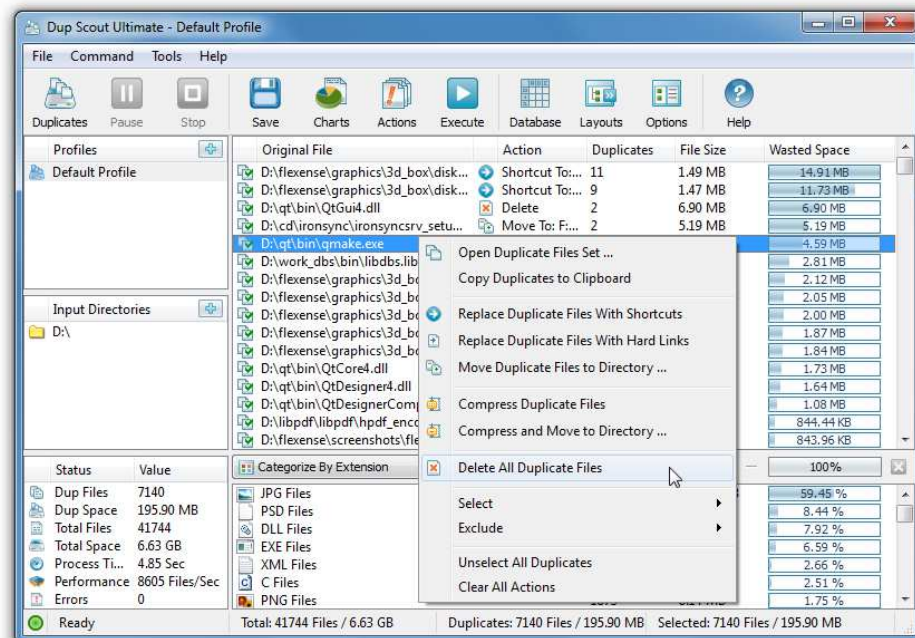 Dup Scout Ultimate - Default Profile
File Command Tools Help
Duplicates Pause Stop Save Charts Actions Execute Database Layouts Options Help
Profiles
Default Profile
Input Directories
D:\
Original File Action Duplicates File Size Wasted Space
D:\flexense\graphics\3d_box\disk... Shortcut To:... 11 1.49 MB 14.91 MB
D:\flexense\graphics\3d_box\disk... Shortcut To:... 9 1.47 MB 11.73 MB
D:\qt\bin\QtGui4.dll Delete 2 6.90 MB 6.90 MB
D:\cd\ironsync\ironsyncsrv_setu... Move To: F:... 2 5.19 MB 5.19 MB
D:\qt\bin\qmake.exe 4.59 MB
D:\work_dbs\bin\libdbs.lib 2.81 MB
D:\flexense\graphics\3d_bo 2.12 MB
D:\flexense\graphics\3d_bo 2.05 MB
D:\flexense\graphics\3d_bo 2.00 MB
D:\flexense\graphics\3d_bo 1.87 MB
D:\flexense\graphics\3d_bo 1.84 MB
D:\qt\bin\QtCore4.dll 1.73 MB
D:\qt\bin\QtDesigner4.dll 1.64 MB
D:\qt\bin\QtDesignerComp 1.08 MB
D:\libpdf\libpdf\hpdf_enco 844.44 KB
D:\flexense\screenshots\fle 843.96 KB
Open Duplicate Files Set ...
Copy Duplicates to Clipboard
Replace Duplicate Files With Shortcuts
Replace Duplicate Files With Hard Links
Move Duplicate Files to Directory ...
Compress Duplicate Files
Compress and Move to Directory ...
Delete All Duplicate Files
Select
Exclude
Unselect All Duplicates
Clear All Actions
Status Value
Dup Files 7140
Dup Space 195.90 MB
Total Files 41744
Total Space 6.63 GB
Process Ti... 4.85 Sec
Performance 8605 Files/Sec
Errors 0
Categorize By Extension 100%
JPG Files 59.45 %
PSD Files 8.44 %
DLL Files 7.92 %
EXE Files 6.59 %
XML Files 2.66 %
C Files 2.51 %
PNG Files 1.75 %
Ready Total: 41744 Files / 6.63 GB Duplicates: 7140 Files / 195.90 MB Selected: 7140 Files / 195.90 MB